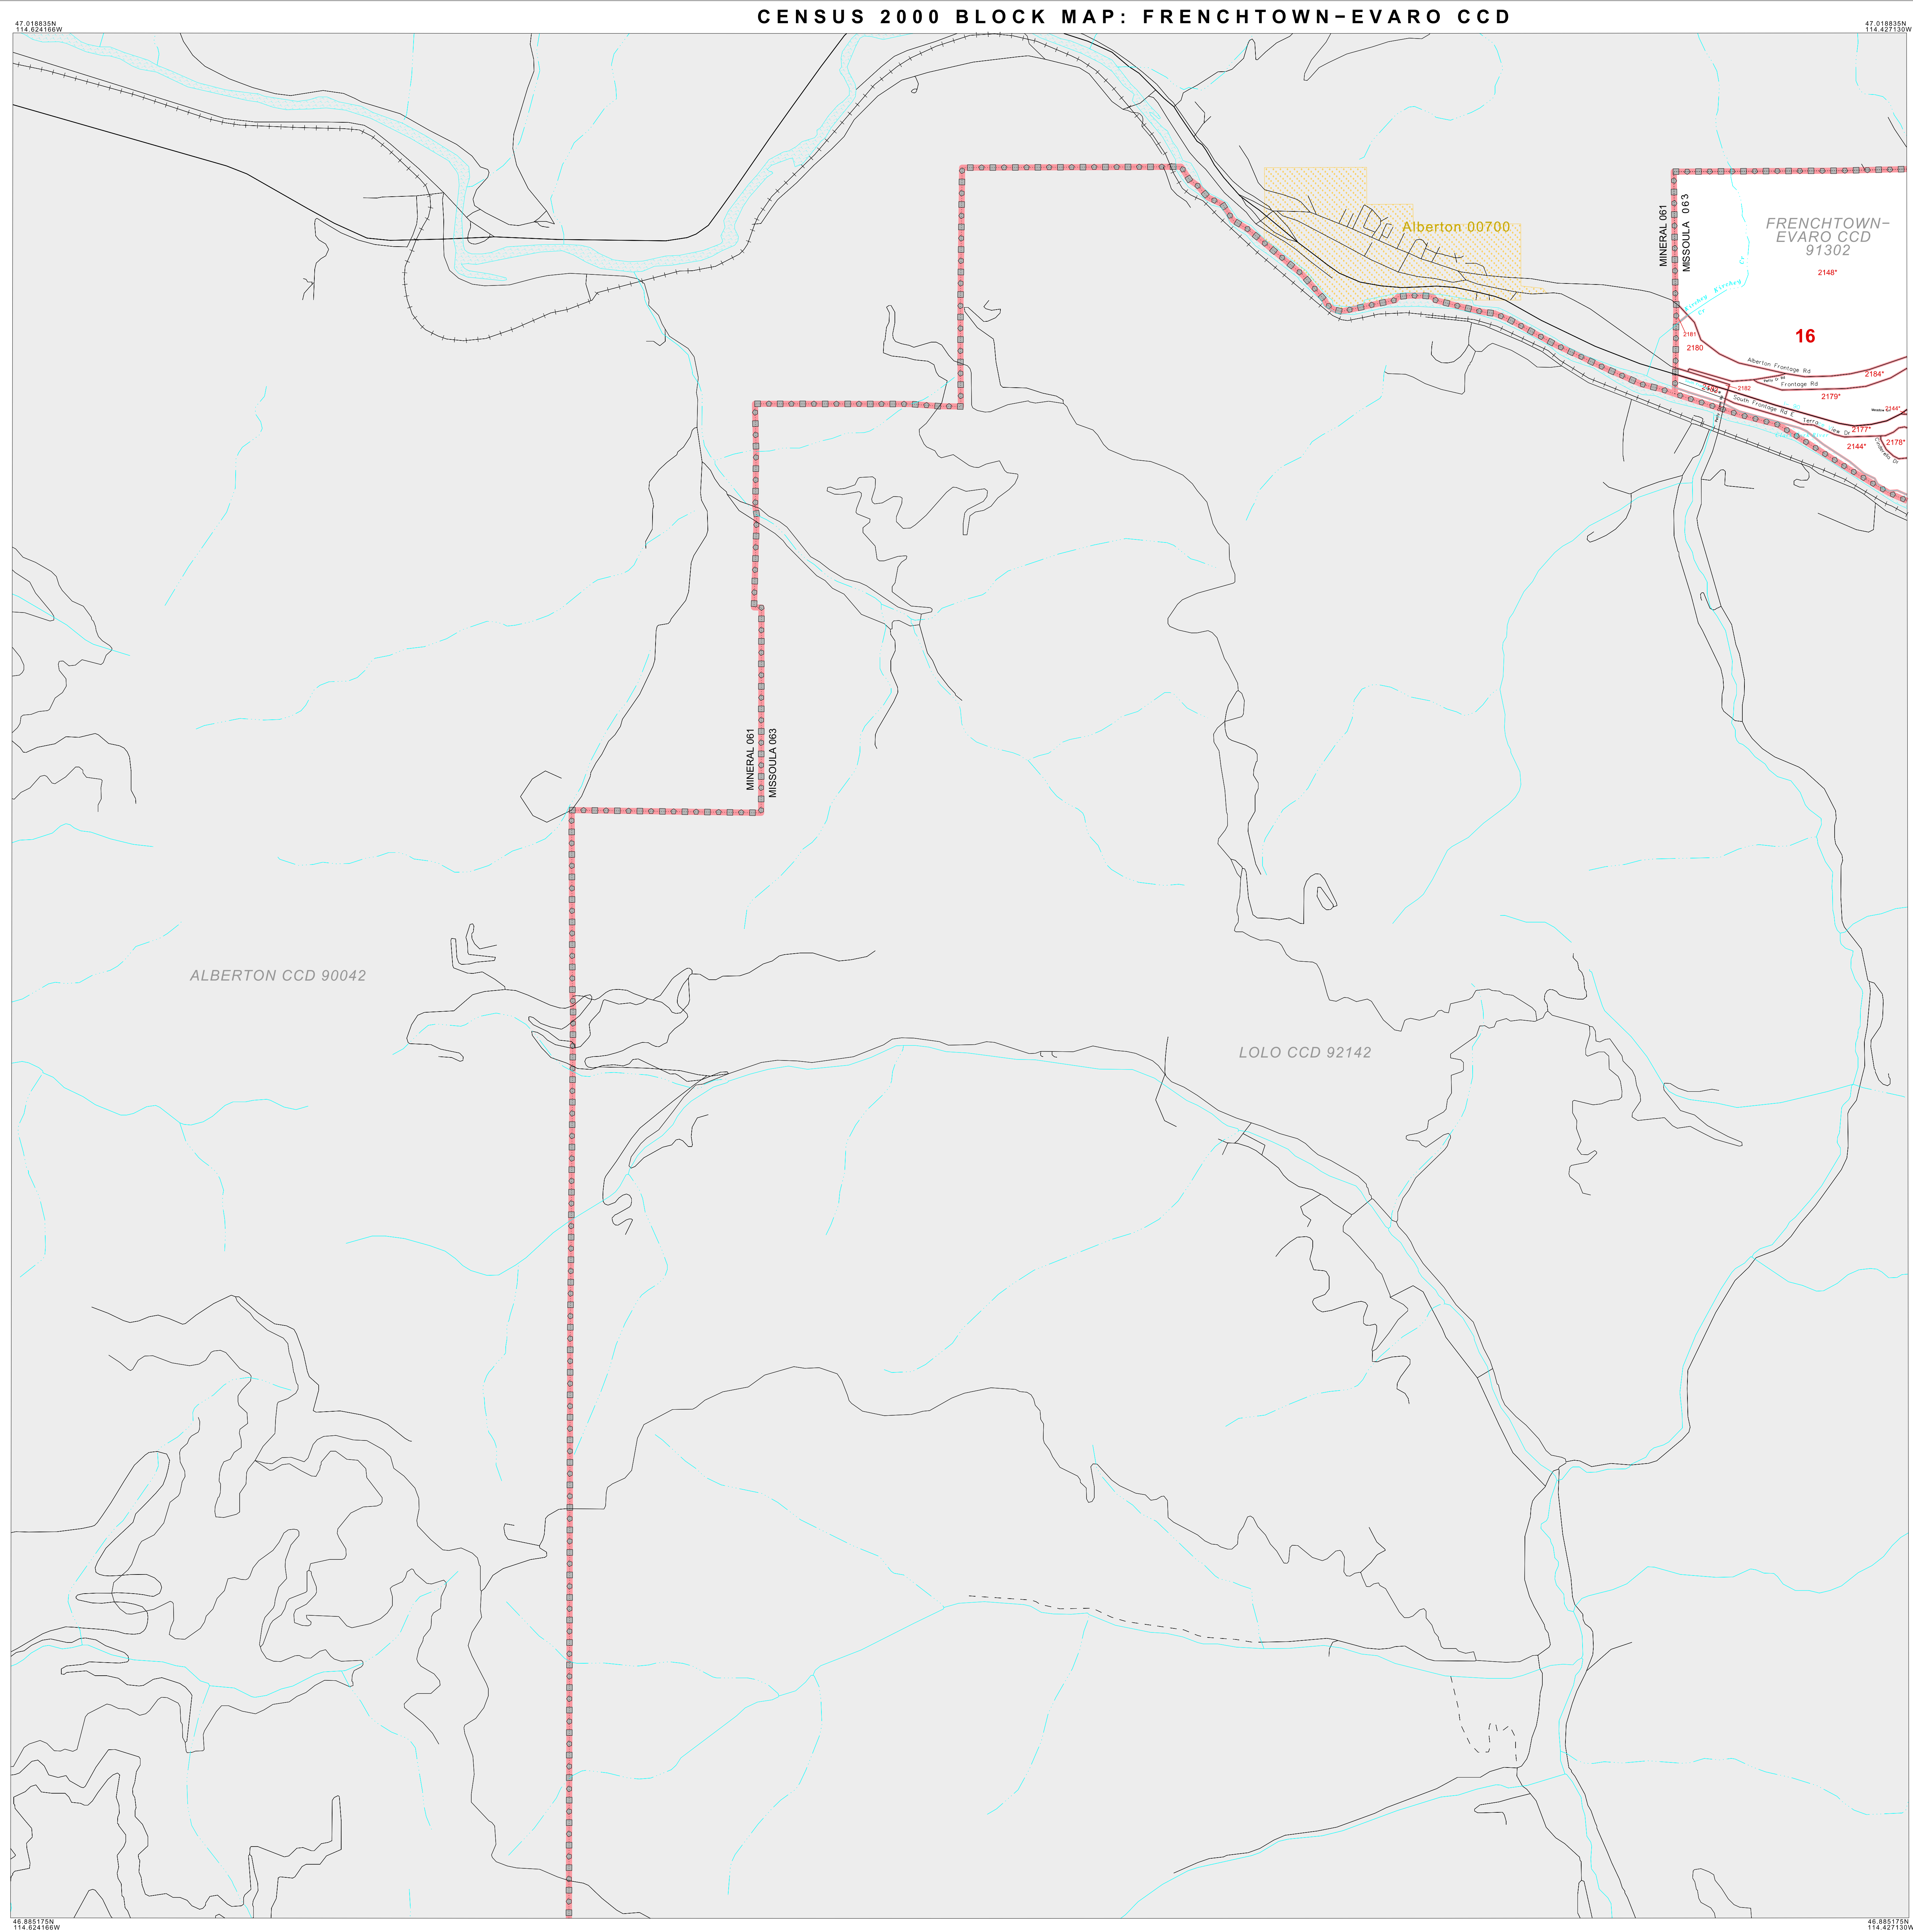 CENSUS 2000 BLOCK MAP: FRENCHTOWN-EVARO CCD
47.018835N
114.624166W
47.018835N
114.427130W
Alberton 00700
MINERAL 061
MISSOULA 063
FRENCHTOWN-
EVARO CCD
91302
2148*
16
2181
2180
Alberton Frontage Rd
2184*
2182
Frontage Rd
2179*
South Frontage Rd E
2144*
2177*
2144*
2178*
MINERAL 061
MISSOULA 063
ALBERTON CCD 90042
LOLO CCD 92142
46.885175N
114.624166W
46.885175N
114.427130W